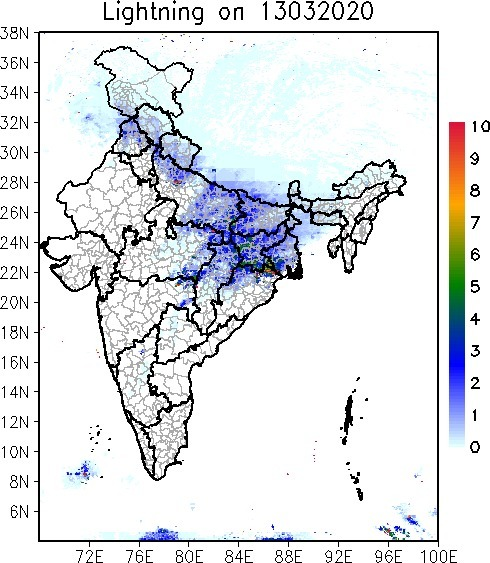 Lightning on 13032020
38N
36N
34N
32N
30N
28N
26N
24N
22N
20N
18N
16N
14N
12N
10N
8N
6N
72E 76E 80E 84E 88E 92E 96E 100E
10
9
8
7
6
5
4
3
2
1
0